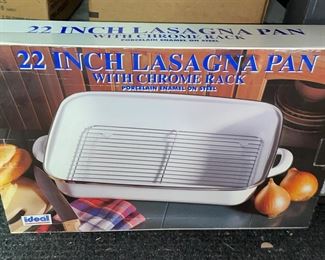 22 INCH LASAGNA PAN
WITH CHROME RACK
PORCELAIN ENAMEL ON STEEL
22 INCH LASAGNA PAN
WITH CHROME RACK
PORCELAIN ENAMEL ON STEEL
ideal